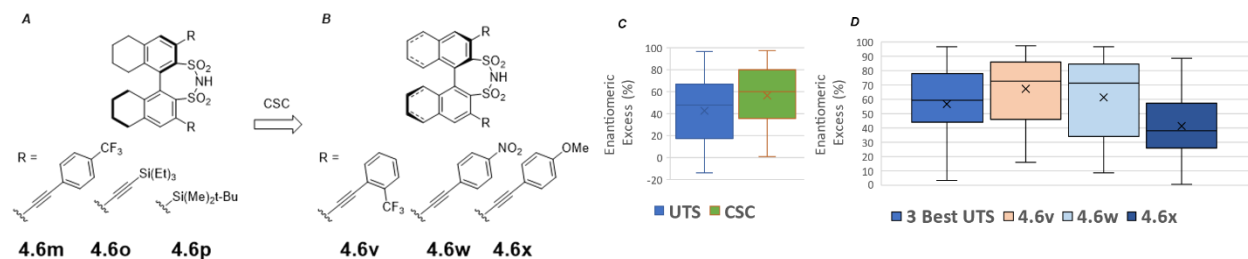 A
R
SO2
NH
SO2
R
R =
CF3
Si(Et)3
Si(Me)2t-Bu
4.6m 4.6o 4.6p
CSC
B
R
SO2
NH
SO2
R
R =
CF3
NO2
OMe
4.6v 4.6w 4.6x
C
Enantiomeric
Excess (%)
100
80
60
40
20
0
-20
UTS CSC
D
Enantiomeric
Excess (%)
100
90
80
70
60
50
40
30
20
10
0
3 Best UTS 4.6v 4.6w 4.6x